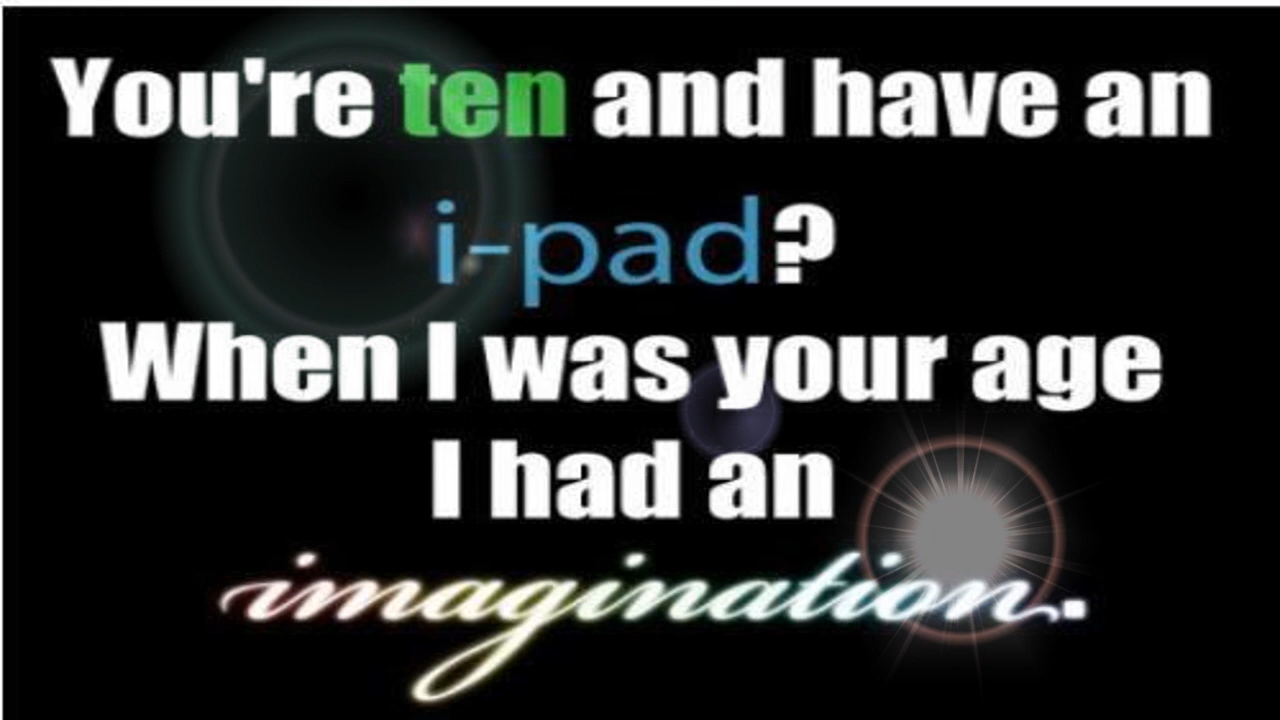 You're ten and have an
i-pad?
When I was your age
I had an
imagination.